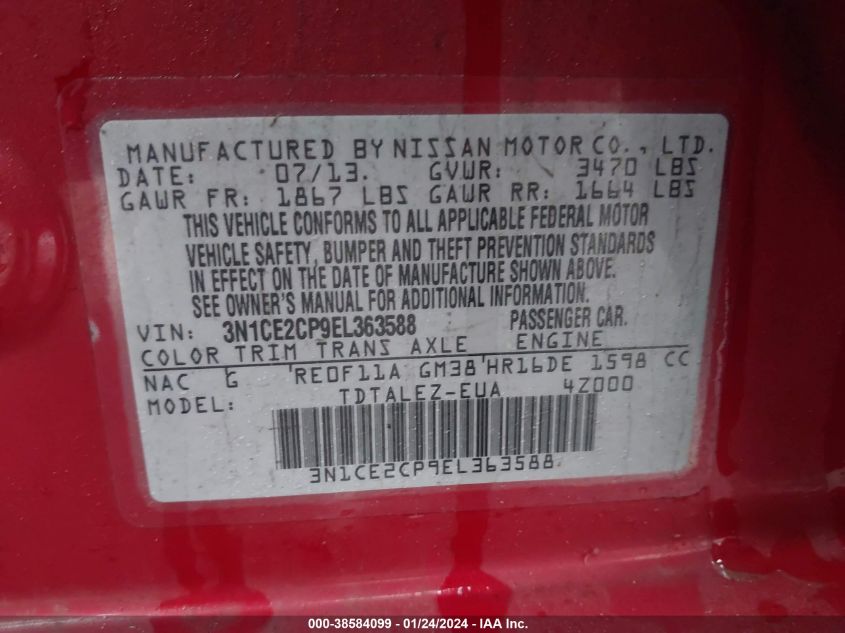 MANUFACTURED BY NISSAN MOTOR CO., LTD.
DATE: 07/13. GVWR: 3470 LBS
GAWR FR: 1867 LBS GAWR RR: 1664 LBS
THIS VEHICLE CONFORMS TO ALL APPLICABLE FEDERAL MOTOR
VEHICLE SAFETY, BUMPER AND THEFT PREVENTION STANDARDS
IN EFFECT ON THE DATE OF MANUFACTURE SHOWN ABOVE.
SEE OWNER'S MANUAL FOR ADDITIONAL INFORMATION.
VIN: 3N1CE2CP9EL363588 PASSENGER CAR.
COLOR TRIM TRANS AXLE ENGINE
NAC G RE0F11A GM38 HR16DE 1598 CC
MODEL: TDTALEZ-EUA 4Z000
3N1CE2CP9EL363588
000-38584099 - 01/24/2024 - IAA Inc.